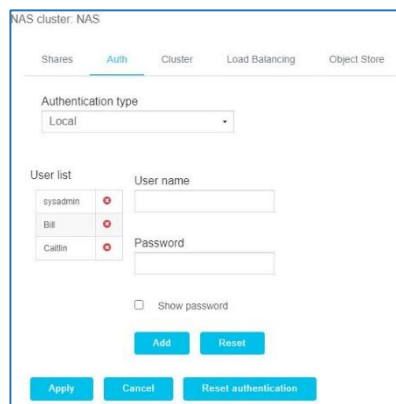 NAS cluster: NAS
Shares Auth Cluster Load Balancing Object Store
Authentication type
Local
User list
User name
sysadmin
Bill
Caitlin
Password
Show password
Add Reset
Apply Cancel Reset authentication